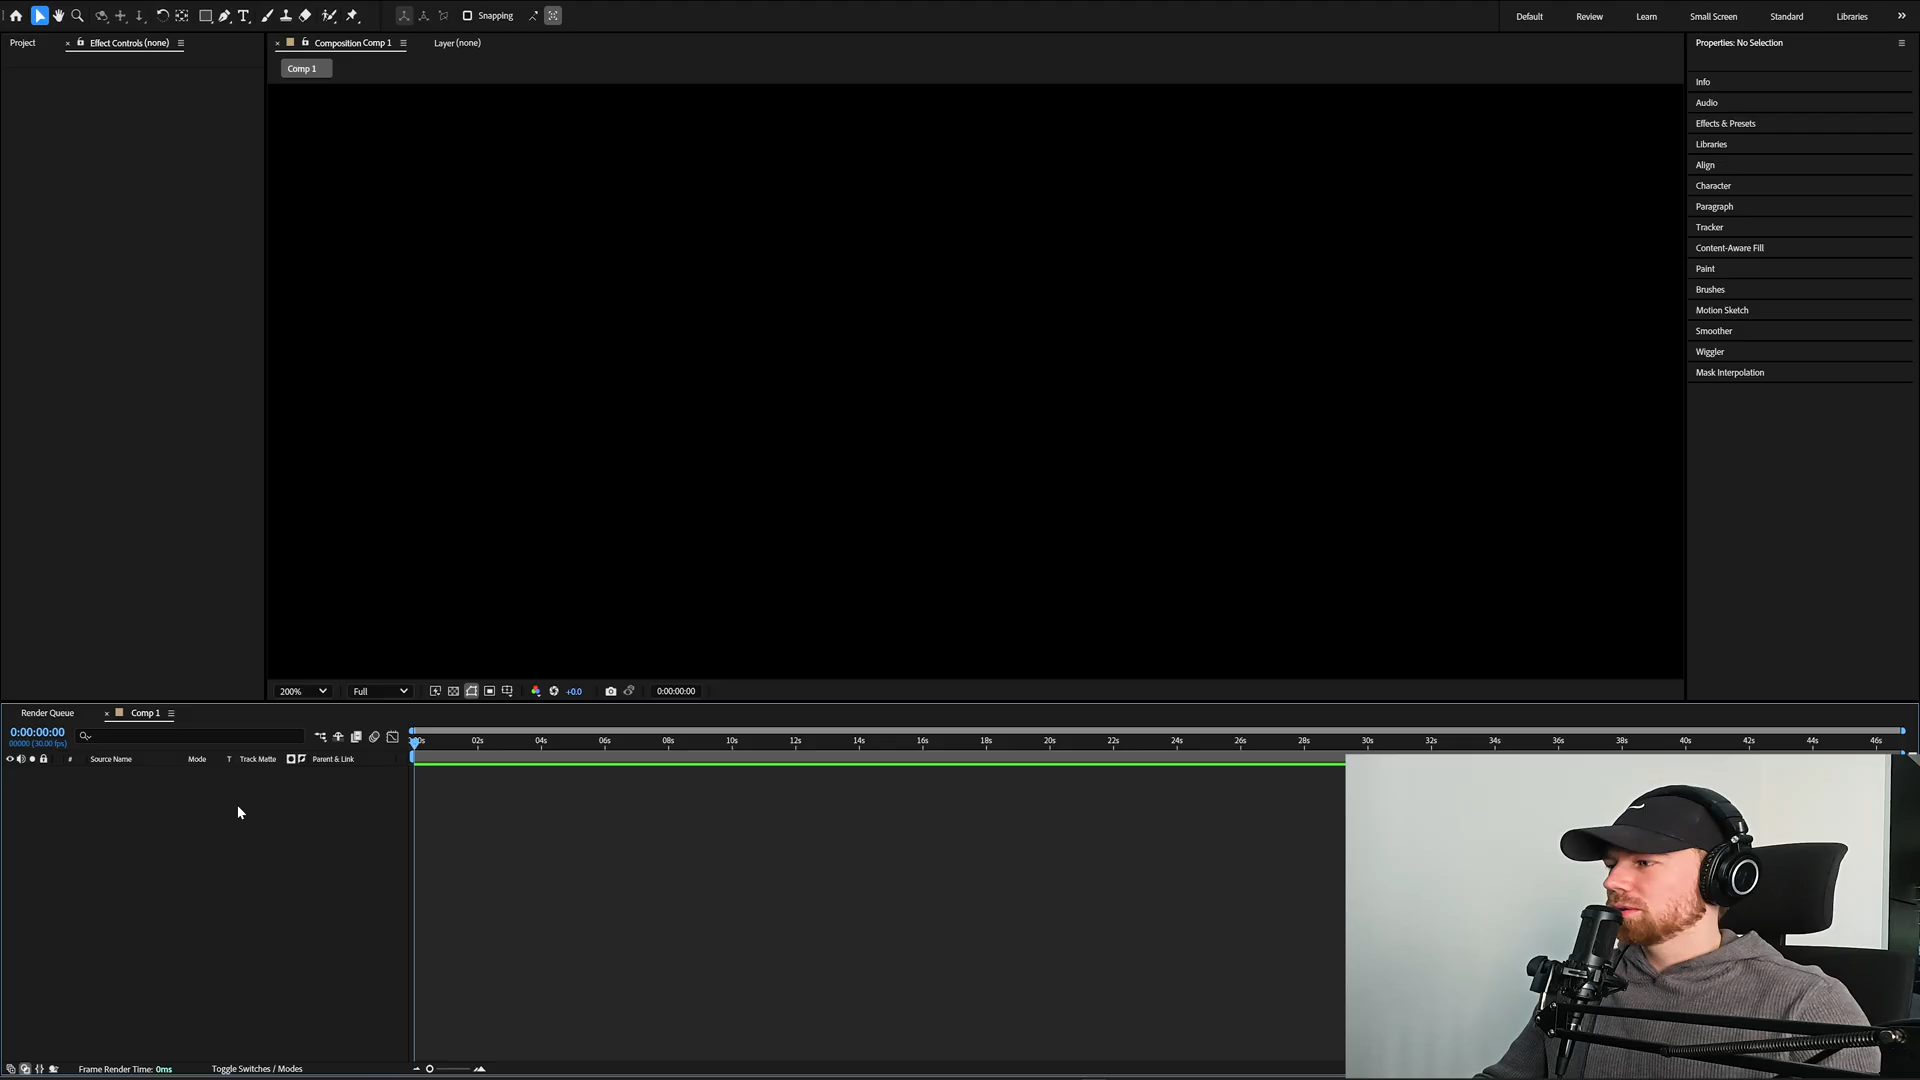 Snapping
Default
Review
Learn
Small Screen
Standard
Libraries
Project
Effect Controls (none)
Composition Comp 1
Layer (none)
Properties: No Selection
Comp 1
Info
Audio
Effects & Presets
Libraries
Align
Character
Paragraph
Tracker
Content-Aware Fill
Paint
Brushes
Motion Sketch
Smoother
Wiggler
Mask Interpolation
200%
Full
+0.0
0:00:00:00
Render Queue
Comp 1
0:00:00:00
00000 (30.00 fps)
02s 04s 06s 08s 10s 12s 14s 16s 18s 20s 22s 24s 26s 28s 30s 32s 34s 36s 38s 40s 42s 44s 46s
# Source Name Mode T Track Matte Parent & Link
Frame Render Time: 0ms
Toggle Switches / Modes